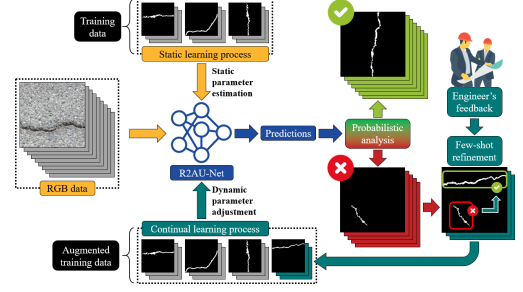 Training
data
Static learning process
Static
parameter
estimation
Engineer's
feedback
R2AU-Net
Predictions
Probabilistic
analysis
Few-shot
refinement
RGB data
Dynamic
parameter
adjustment
Continual learning process
Augmented
training data